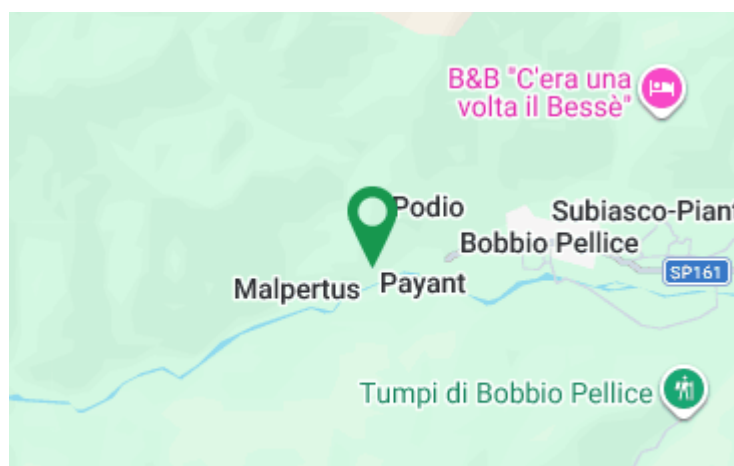 B&B "C'era una
volta il Bessè"
Podio
Subiasco-Piant
Bobbio Pellice
SP161
Malpertus
Payant
Tumpi di Bobbio Pellice